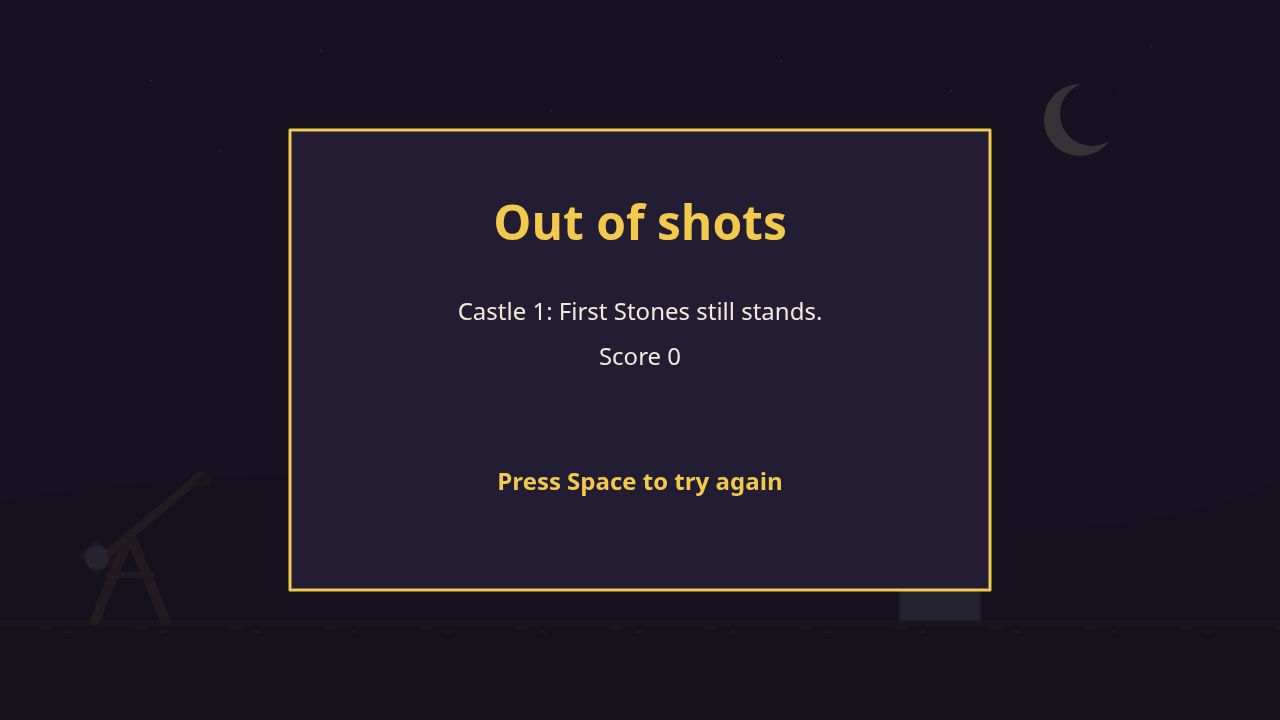 Out of shots
Castle 1: First Stones still stands.
Score 0
Press Space to try again